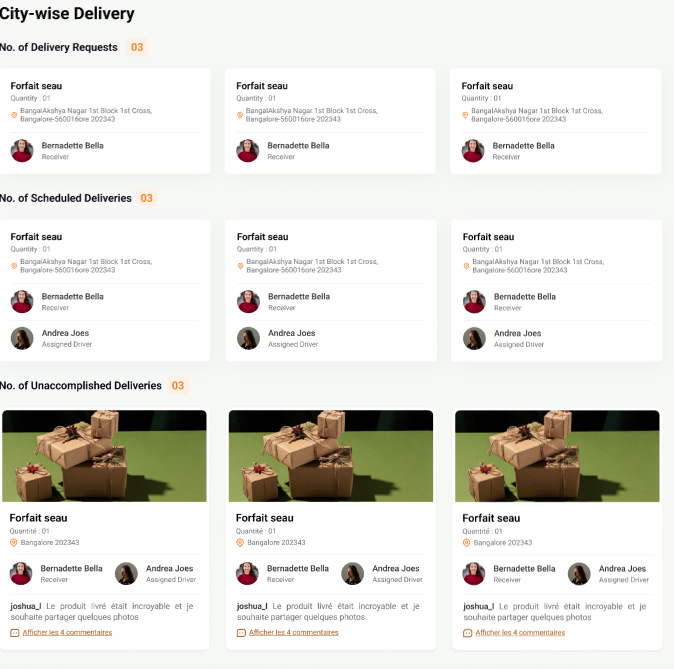 City-wise Delivery
No. of Delivery Requests 03
Forfait seau
Quantity : 01
BangalAkshya Nagar 1st Block 1st Cross,
Bangalore-560016ore 202343
Bernadette Bella
Receiver
Forfait seau
Quantity : 01
BangalAkshya Nagar 1st Block 1st Cross,
Bangalore-560016ore 202343
Bernadette Bella
Receiver
Forfait seau
Quantity : 01
BangalAkshya Nagar 1st Block 1st Cross,
Bangalore-560016ore 202343
Bernadette Bella
Receiver
No. of Scheduled Deliveries 03
Forfait seau
Quantity : 01
BangalAkshya Nagar 1st Block 1st Cross,
Bangalore-560016ore 202343
Bernadette Bella
Receiver
Andrea Joes
Assigned Driver
Forfait seau
Quantity : 01
BangalAkshya Nagar 1st Block 1st Cross,
Bangalore-560016ore 202343
Bernadette Bella
Receiver
Andrea Joes
Assigned Driver
Forfait seau
Quantity : 01
BangalAkshya Nagar 1st Block 1st Cross,
Bangalore-560016ore 202343
Bernadette Bella
Receiver
Andrea Joes
Assigned Driver
No. of Unaccomplished Deliveries 03
Forfait seau
Quantité : 01
Bangalore 202343
Bernadette Bella
Receiver
Andrea Joes
Assigned Driver
joshua_l Le produit livré était incroyable et je
souhaite partager quelques photos
Afficher les 4 commentaires
Forfait seau
Quantité : 01
Bangalore 202343
Bernadette Bella
Receiver
Andrea Joes
Assigned Driver
joshua_l Le produit livré était incroyable et je
souhaite partager quelques photos
Afficher les 4 commentaires
Forfait seau
Quantité : 01
Bangalore 202343
Bernadette Bella
Receiver
Andrea Joes
Assigned Driver
joshua_l Le produit livré était incroyable et je
souhaite partager quelques photos
Afficher les 4 commentaires